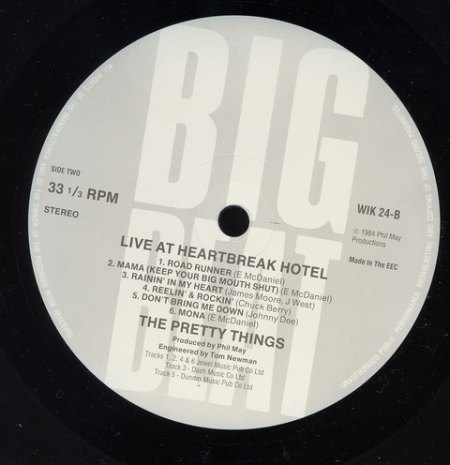 BIG
BEAT
SIDE TWO
33 1/3 RPM
STEREO
WIK 24-B
℗ 1984 Phil May
Productions
Made In The EEC
LIVE AT HEARTBREAK HOTEL
1. ROAD RUNNER (E McDaniel)
2. MAMA (KEEP YOUR BIG MOUTH SHUT) (E McDaniel)
3. RAININ' IN MY HEART (James Moore, J West)
4. REELIN' & ROCKIN' (Chuck Berry)
5. DON'T BRING ME DOWN (Johnny Dee)
6. MONA (E McDaniel)
THE PRETTY THINGS
Produced by Phil May
Engineered by Tom Newman
Tracks 1, 2, 4 & 6 Jewel Music Pub Co Ltd
Track 3 - Dash Music Co Ltd
Track 5 - Dunmo Music Pub Co Ltd